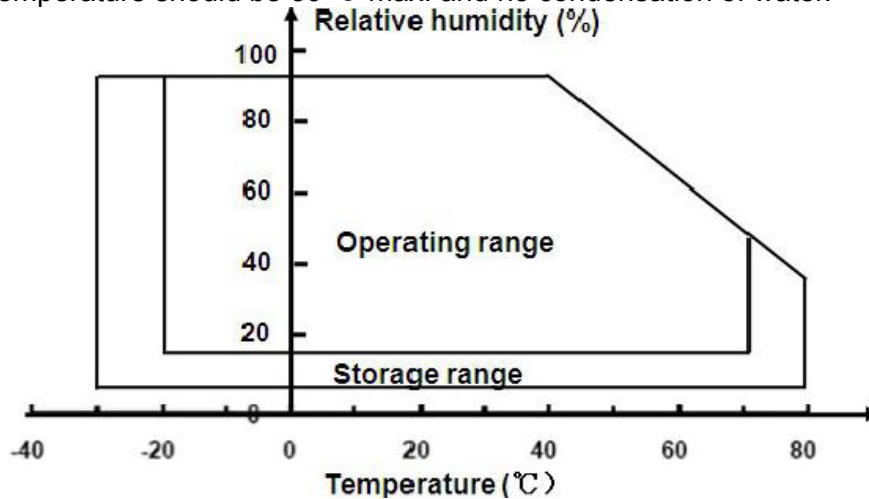 Relative humidity (%)
100
80
60
Operating range
40
20
Storage range
0
-40 -20 0 20 40 60 80
Temperature (℃)